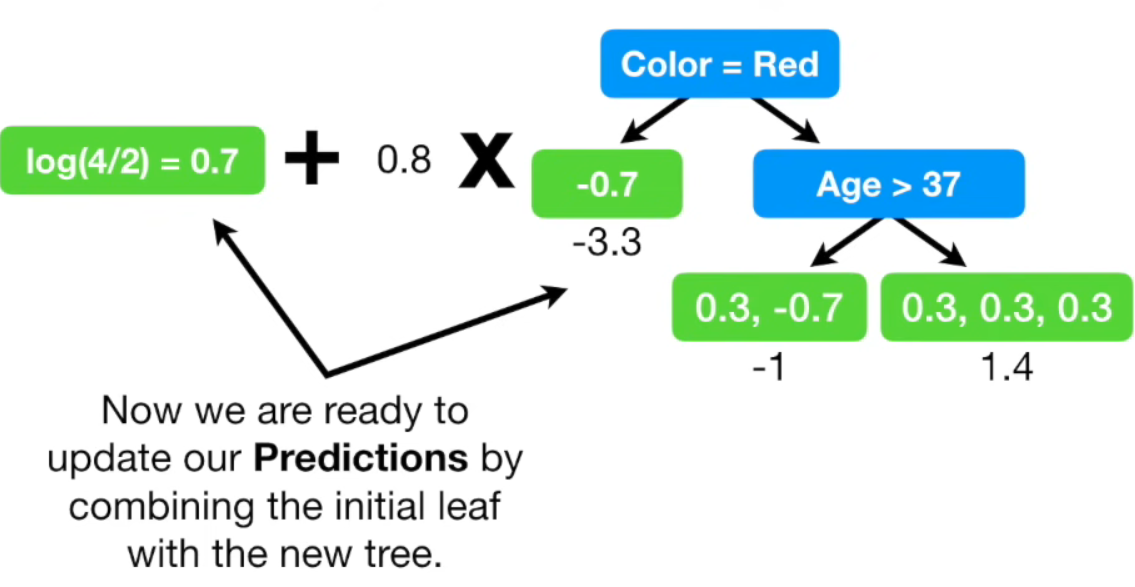 Color = Red
log(4/2) = 0.7 + 0.8 X -0.7
Age > 37
-3.3
0.3, -0.7
0.3, 0.3, 0.3
-1
1.4
Now we are ready to
update our Predictions by
combining the initial leaf
with the new tree.